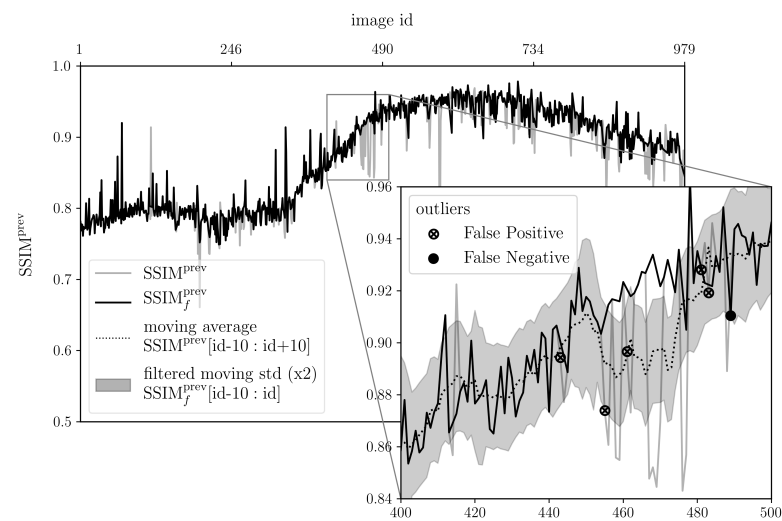 image id
1 246 490 734 979
1.0
0.9
0.8
0.7
0.6
0.5
SSIM^prev
SSIM^prev
SSIM_f^prev
moving average
SSIM^prev[id-10 : id+10]
filtered moving std (x2)
SSIM_f^prev[id-10 : id]
0.96
0.94
0.92
0.90
0.88
0.86
0.84
outliers
False Positive
False Negative
400 420 440 460 480 500